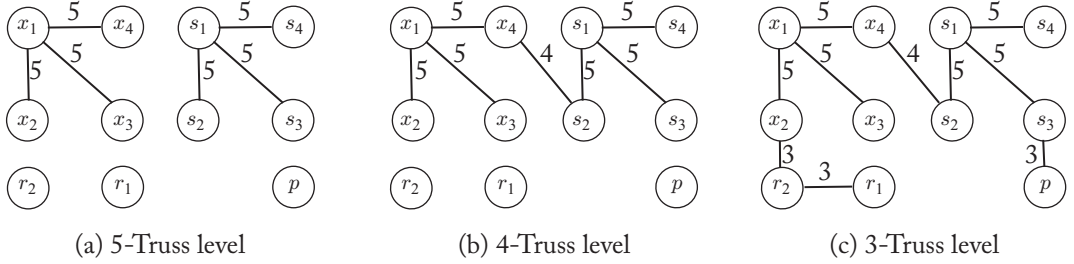 x₁ 5 x₄ s₁ 5 s₄ x₁ 5 x₄ s₁ 5 s₄ x₁ 5 x₄ s₁ 5 s₄
5 5 5 5 5 5 4 5 5 5 5 4 5 5
x₂ x₃ s₂ s₃ x₂ x₃ s₂ s₃ x₂ x₃ s₂ s₃
3 3
r₂ r₁ p r₂ r₁ p r₂ 3 r₁ p
(a) 5-Truss level (b) 4-Truss level (c) 3-Truss level